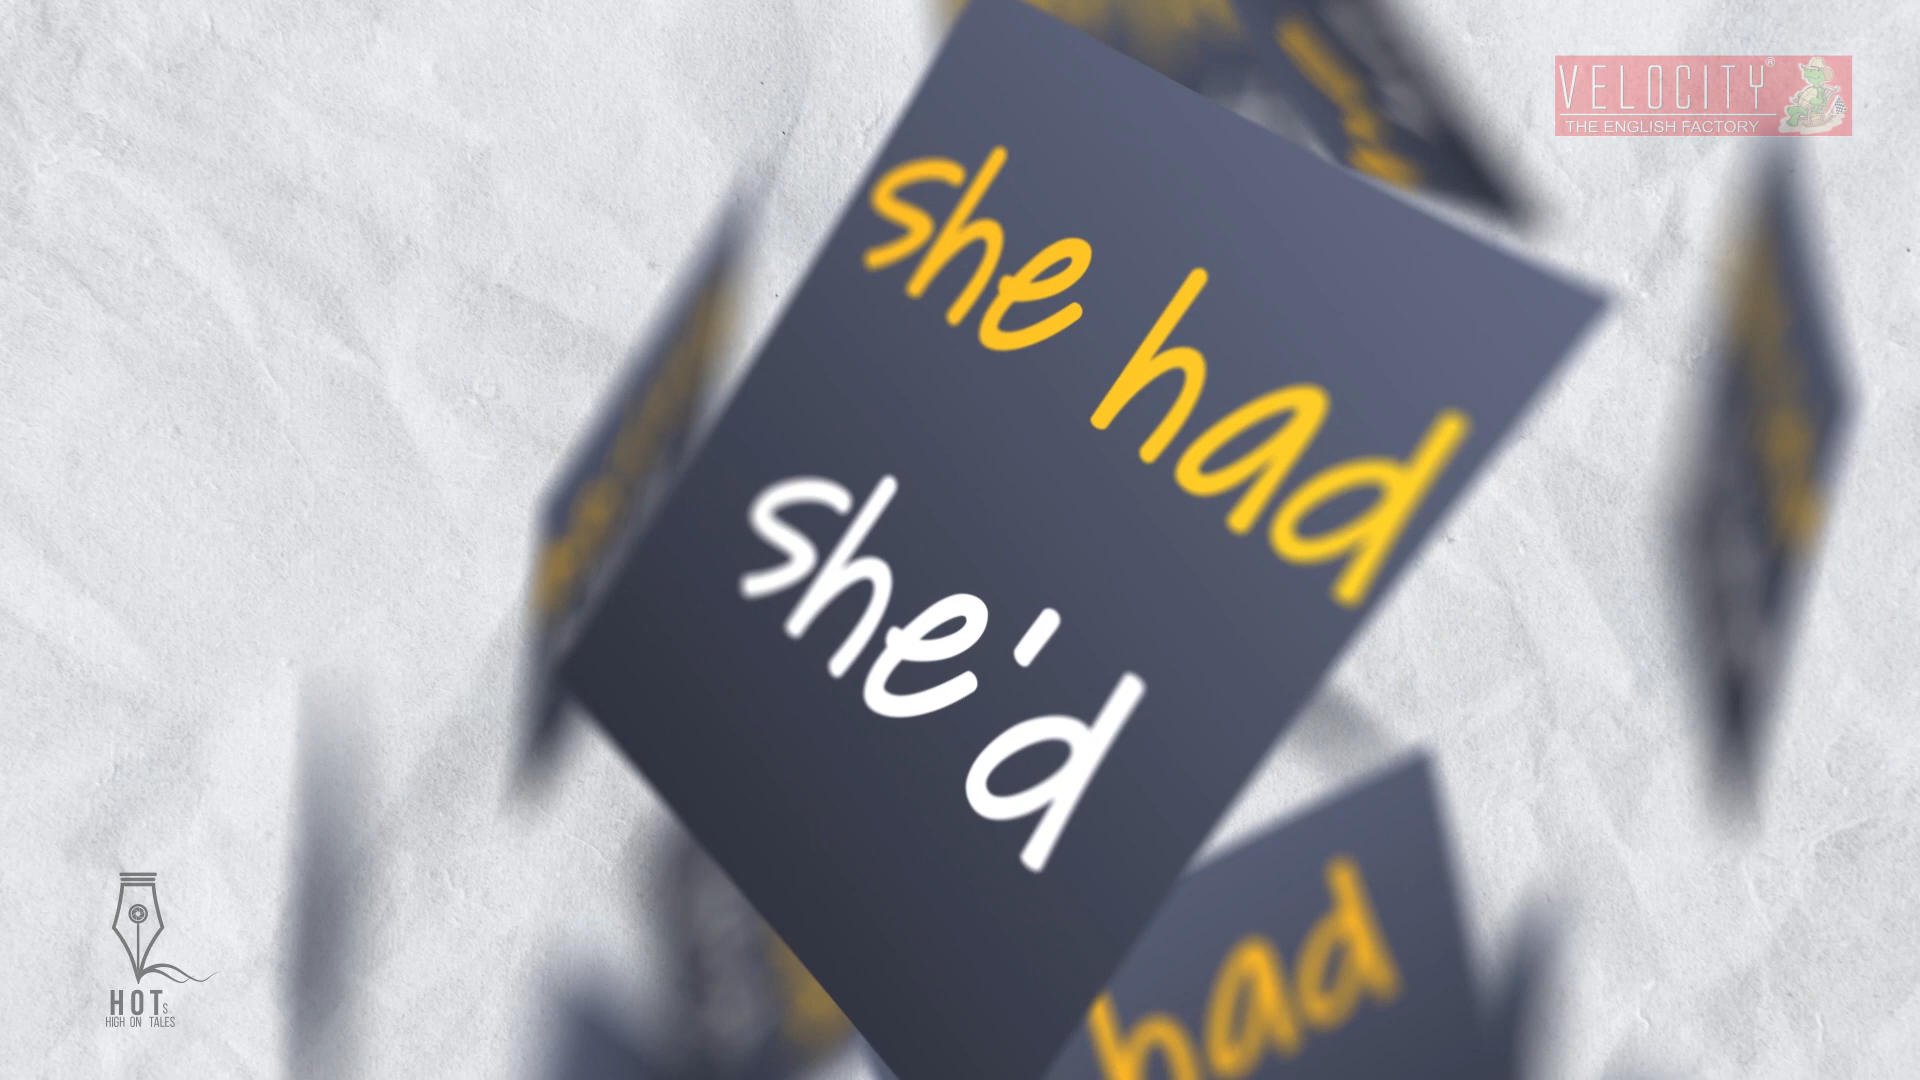 she had
she'd
had
VELOCITY®
THE ENGLISH FACTORY
HOTs
HIGH ON TALES